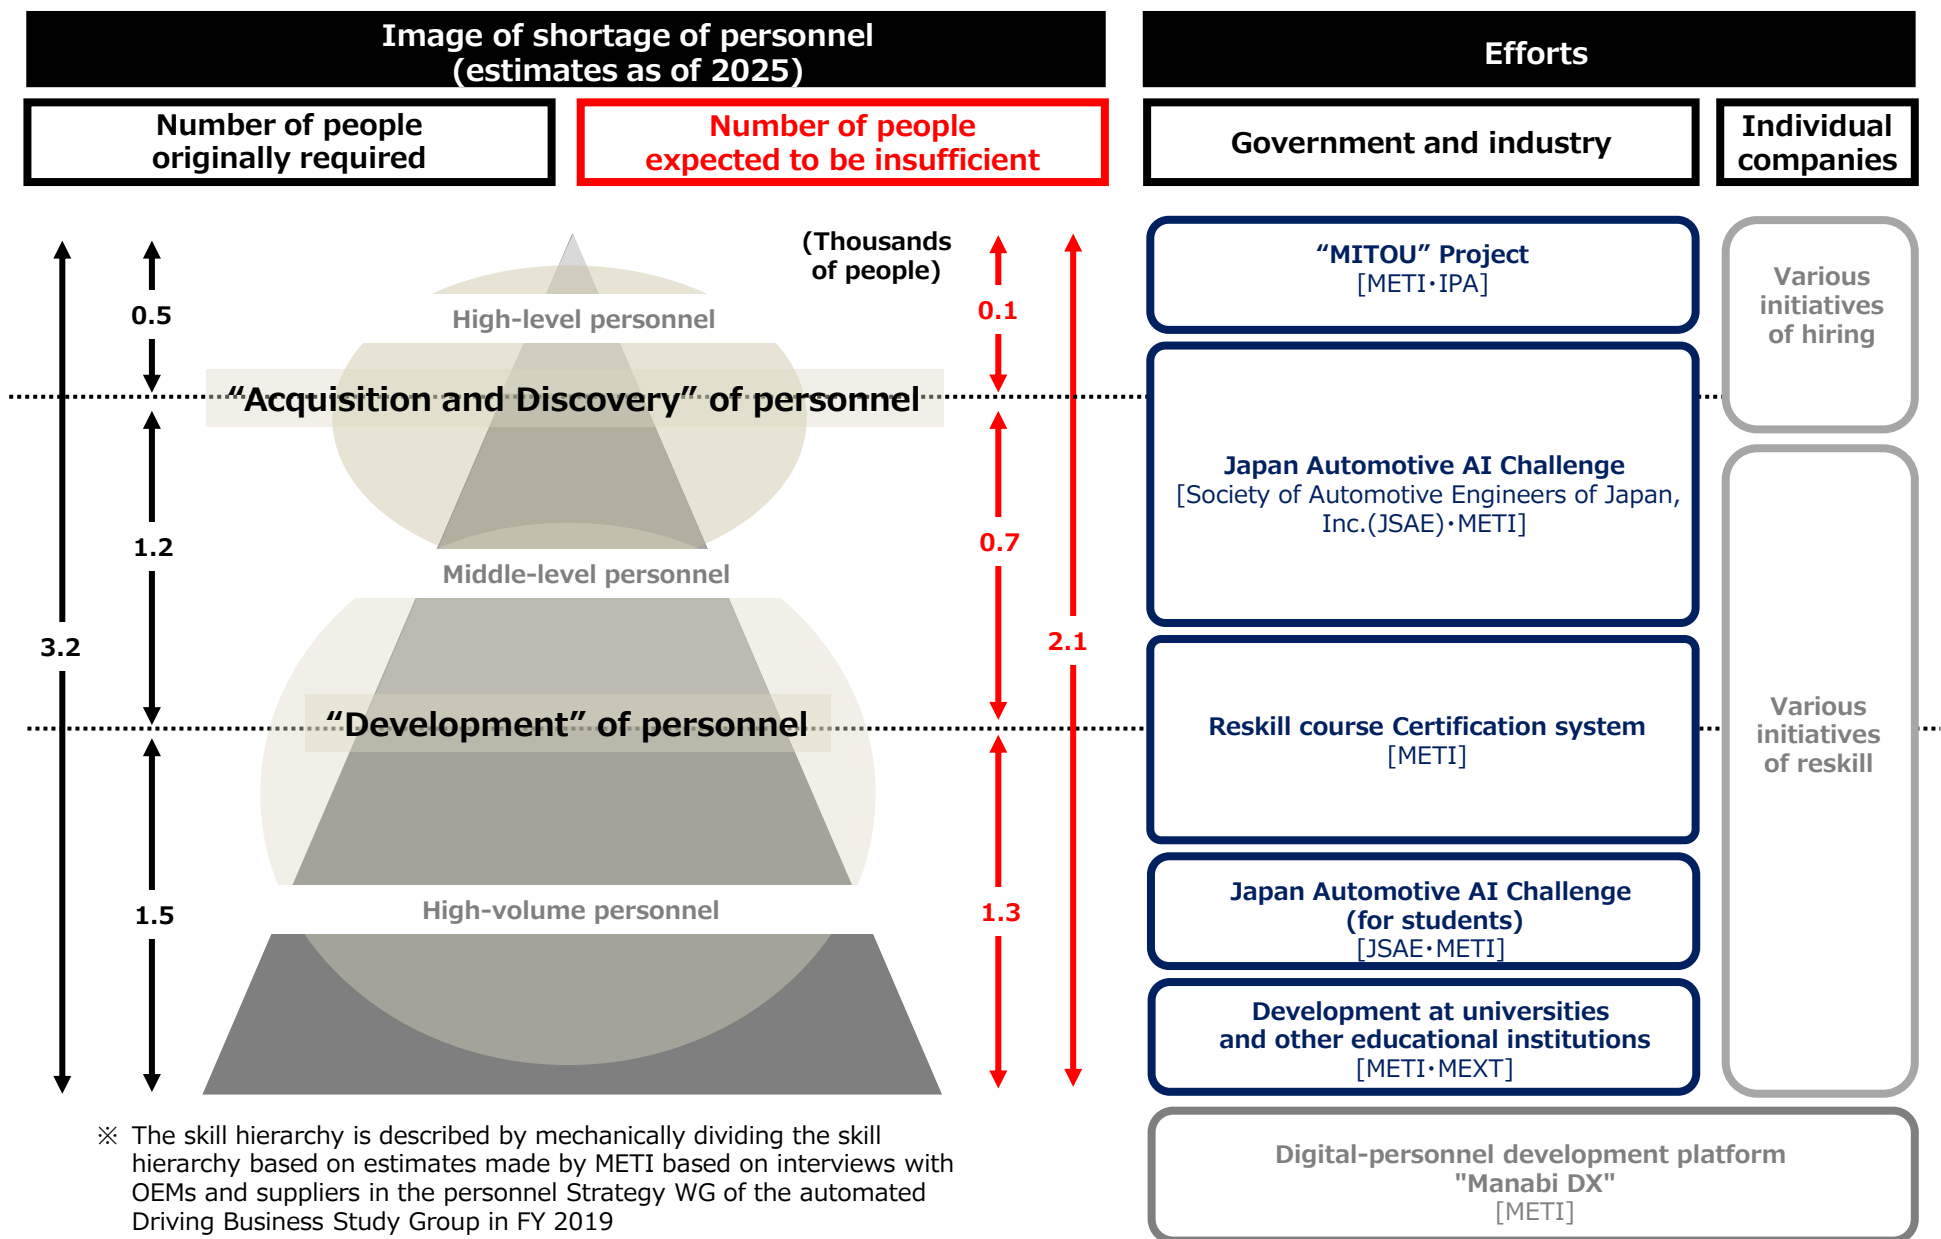 Image of shortage of personnel
(estimates as of 2025)
Efforts
Number of people
originally required
Number of people
expected to be insufficient
Government and industry
Individual
companies
(Thousands
of people)
0.5
1.2
1.5
3.2
High-level personnel
“Acquisition and Discovery” of personnel
Middle-level personnel
“Development” of personnel
High-volume personnel
0.1
0.7
1.3
2.1
“MITOU” Project
[METI・IPA]
Japan Automotive AI Challenge
[Society of Automotive Engineers of Japan,
Inc.(JSAE)・METI]
Reskill course Certification system
[METI]
Japan Automotive AI Challenge
(for students)
[JSAE・METI]
Development at universities
and other educational institutions
[METI・MEXT]
Various
initiatives
of hiring
Various
initiatives
of reskill
Digital-personnel development platform
"Manabi DX"
[METI]
※ The skill hierarchy is described by mechanically dividing the skill
hierarchy based on estimates made by METI based on interviews with
OEMs and suppliers in the personnel Strategy WG of the automated
Driving Business Study Group in FY 2019